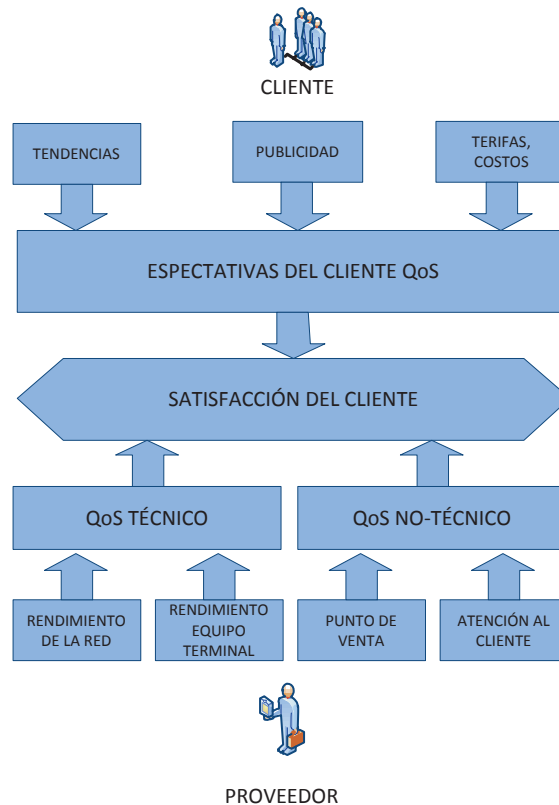 CLIENTE
TENDENCIAS
PUBLICIDAD
TERIFAS,
COSTOS
ESPECTATIVAS DEL CLIENTE QoS
SATISFACCIÓN DEL CLIENTE
QoS TÉCNICO
QoS NO-TÉCNICO
RENDIMIENTO
DE LA RED
RENDIMIENTO
EQUIPO
TERMINAL
PUNTO DE
VENTA
ATENCIÓN AL
CLIENTE
PROVEEDOR